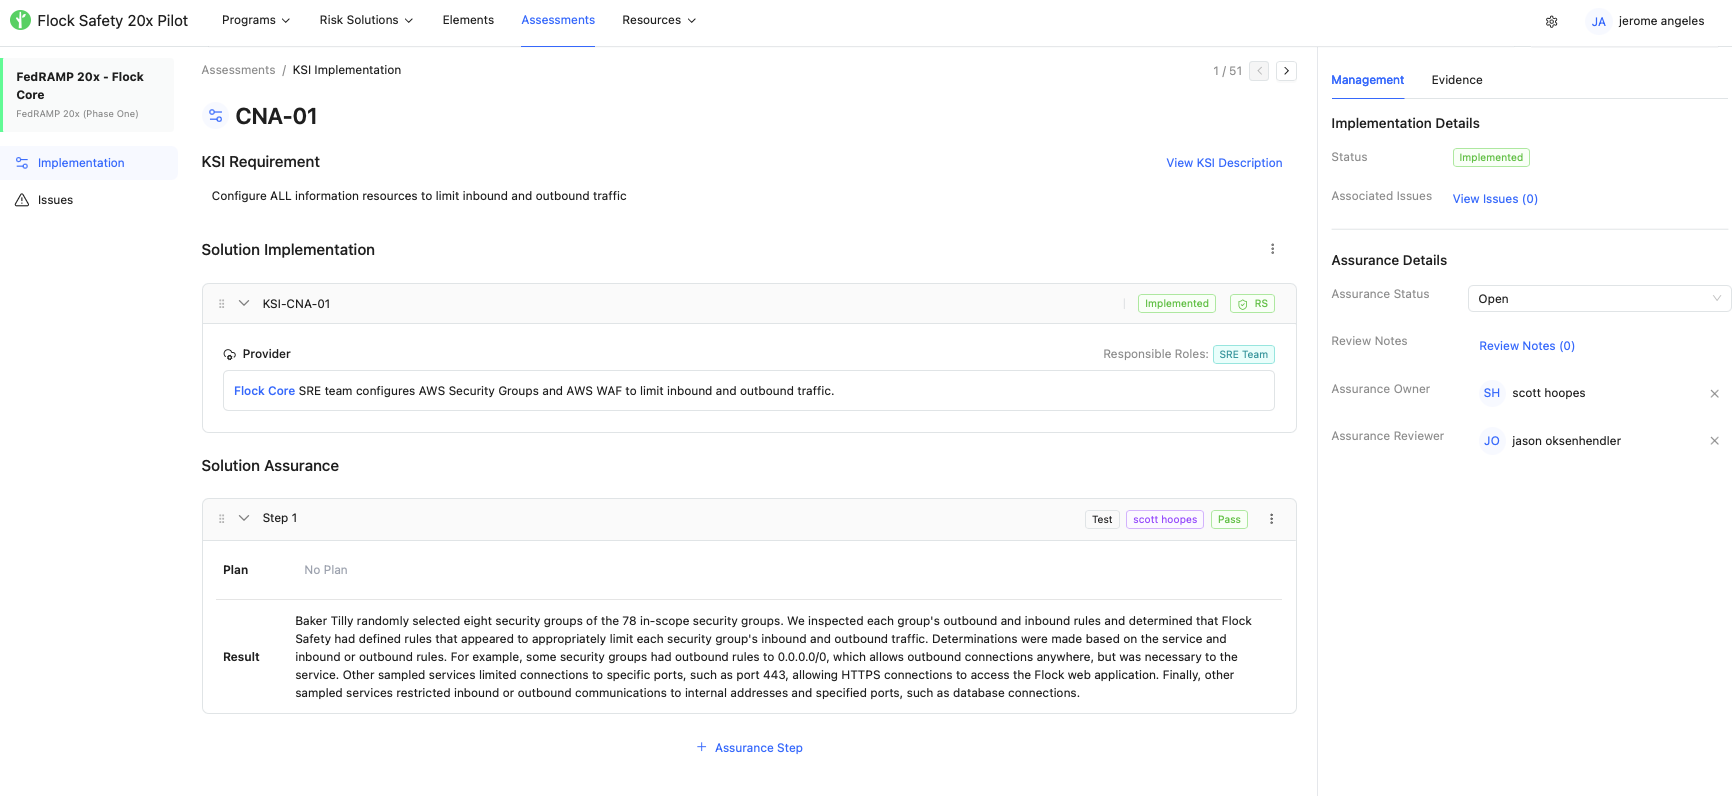 Flock Safety 20x Pilot
Programs
Risk Solutions
Elements
Assessments
Resources
JA
jerome angeles
FedRAMP 20x - Flock
Core
FedRAMP 20x (Phase One)
Implementation
Issues
Assessments / KSI Implementation
1 / 51
CNA-01
KSI Requirement
View KSI Description
Configure ALL information resources to limit inbound and outbound traffic
Solution Implementation
KSI-CNA-01
Implemented
RS
Provider
Responsible Roles: SRE Team
Flock Core SRE team configures AWS Security Groups and AWS WAF to limit inbound and outbound traffic.
Solution Assurance
Step 1
Test
scott hoopes
Pass
Plan
No Plan
Result
Baker Tilly randomly selected eight security groups of the 78 in-scope security groups. We inspected each group's outbound and inbound rules and determined that Flock
Safety had defined rules that appeared to appropriately limit each security group's inbound and outbound traffic. Determinations were made based on the service and
inbound or outbound rules. For example, some security groups had outbound rules to 0.0.0.0/0, which allows outbound connections anywhere, but was necessary to the
service. Other sampled services limited connections to specific ports, such as port 443, allowing HTTPS connections to access the Flock web application. Finally, other
sampled services restricted inbound or outbound communications to internal addresses and specified ports, such as database connections.
+ Assurance Step
Management
Evidence
Implementation Details
Status
Implemented
Associated Issues
View Issues (0)
Assurance Details
Assurance Status
Open
Review Notes
Review Notes (0)
Assurance Owner
SH
scott hoopes
Assurance Reviewer
JO
jason oksenhendler